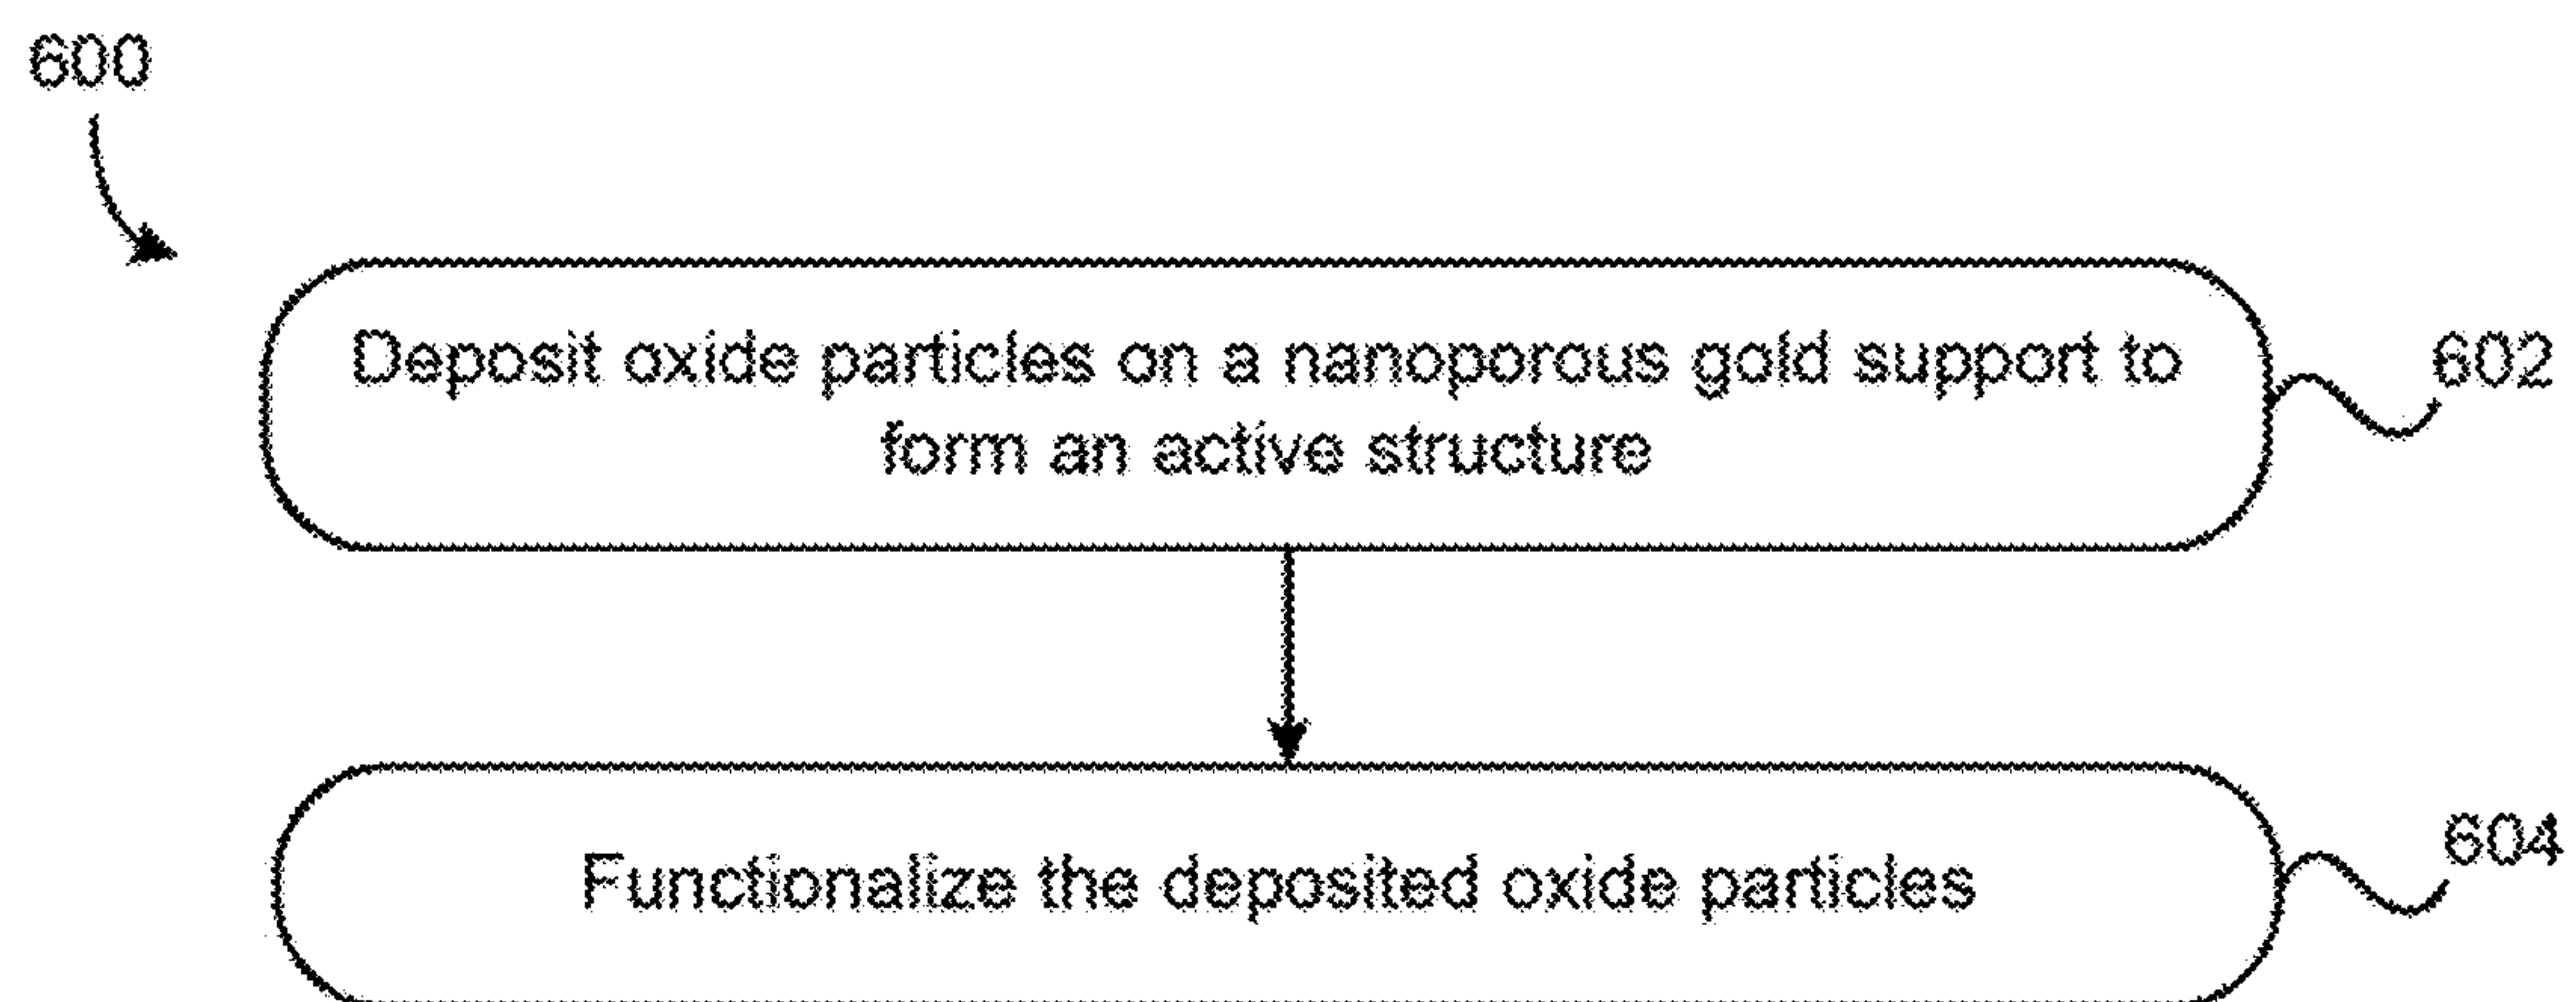 600
Deposit oxide particles on a nanoporous gold support to
form an active structure
602
Functionalize the deposited oxide particles
604